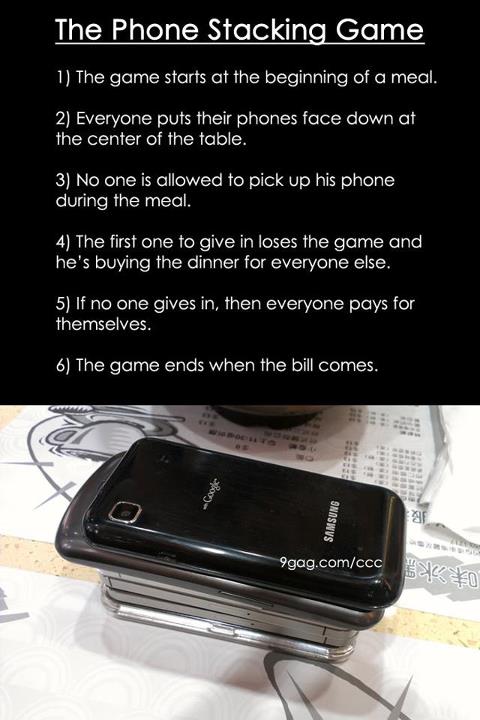 The Phone Stacking Game
1) The game starts at the beginning of a meal.
2) Everyone puts their phones face down at
the center of the table.
3) No one is allowed to pick up his phone
during the meal.
4) The first one to give in loses the game and
he's buying the dinner for everyone else.
5) If no one gives in, then everyone pays for
themselves.
6) The game ends when the bill comes.
with Google
SAMSUNG
9gag.com/ccc
味冰